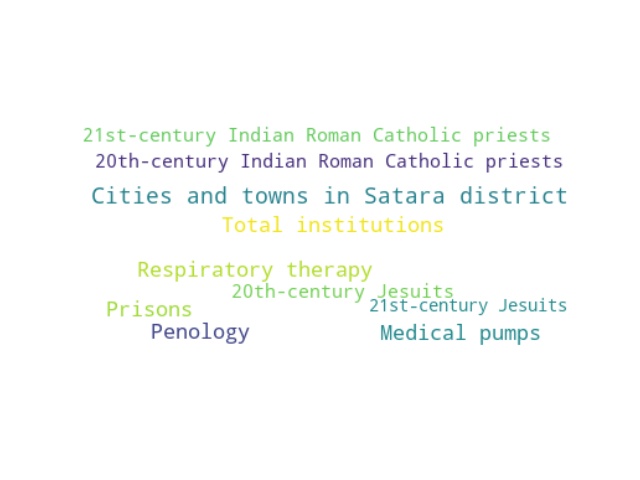 21st-century Indian Roman Catholic priests
20th-century Indian Roman Catholic priests
Cities and towns in Satara district
Total institutions
Respiratory therapy
20th-century Jesuits
21st-century Jesuits
Prisons
Penology
Medical pumps